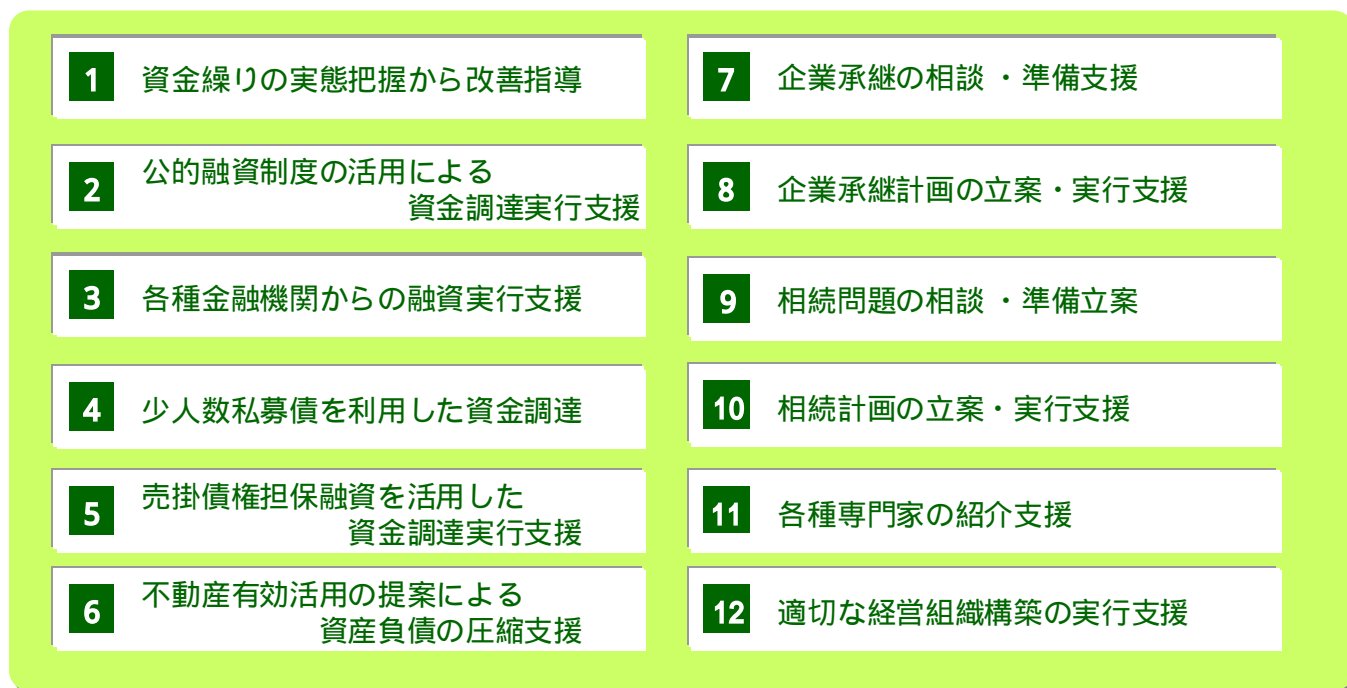 1 資金繰りの実態把握から改善指導
2 公的融資制度の活用による
資金調達実行支援
3 各種金融機関からの融資実行支援
4 少人数私募債を利用した資金調達
5 売掛債権担保融資を活用した
資金調達実行支援
6 不動産有効活用の提案による
資産負債の圧縮支援
7 企業承継の相談 ・準備支援
8 企業承継計画の立案・実行支援
9 相続問題の相談 ・準備立案
10 相続計画の立案・実行支援
11 各種専門家の紹介支援
12 適切な経営組織構築の実行支援